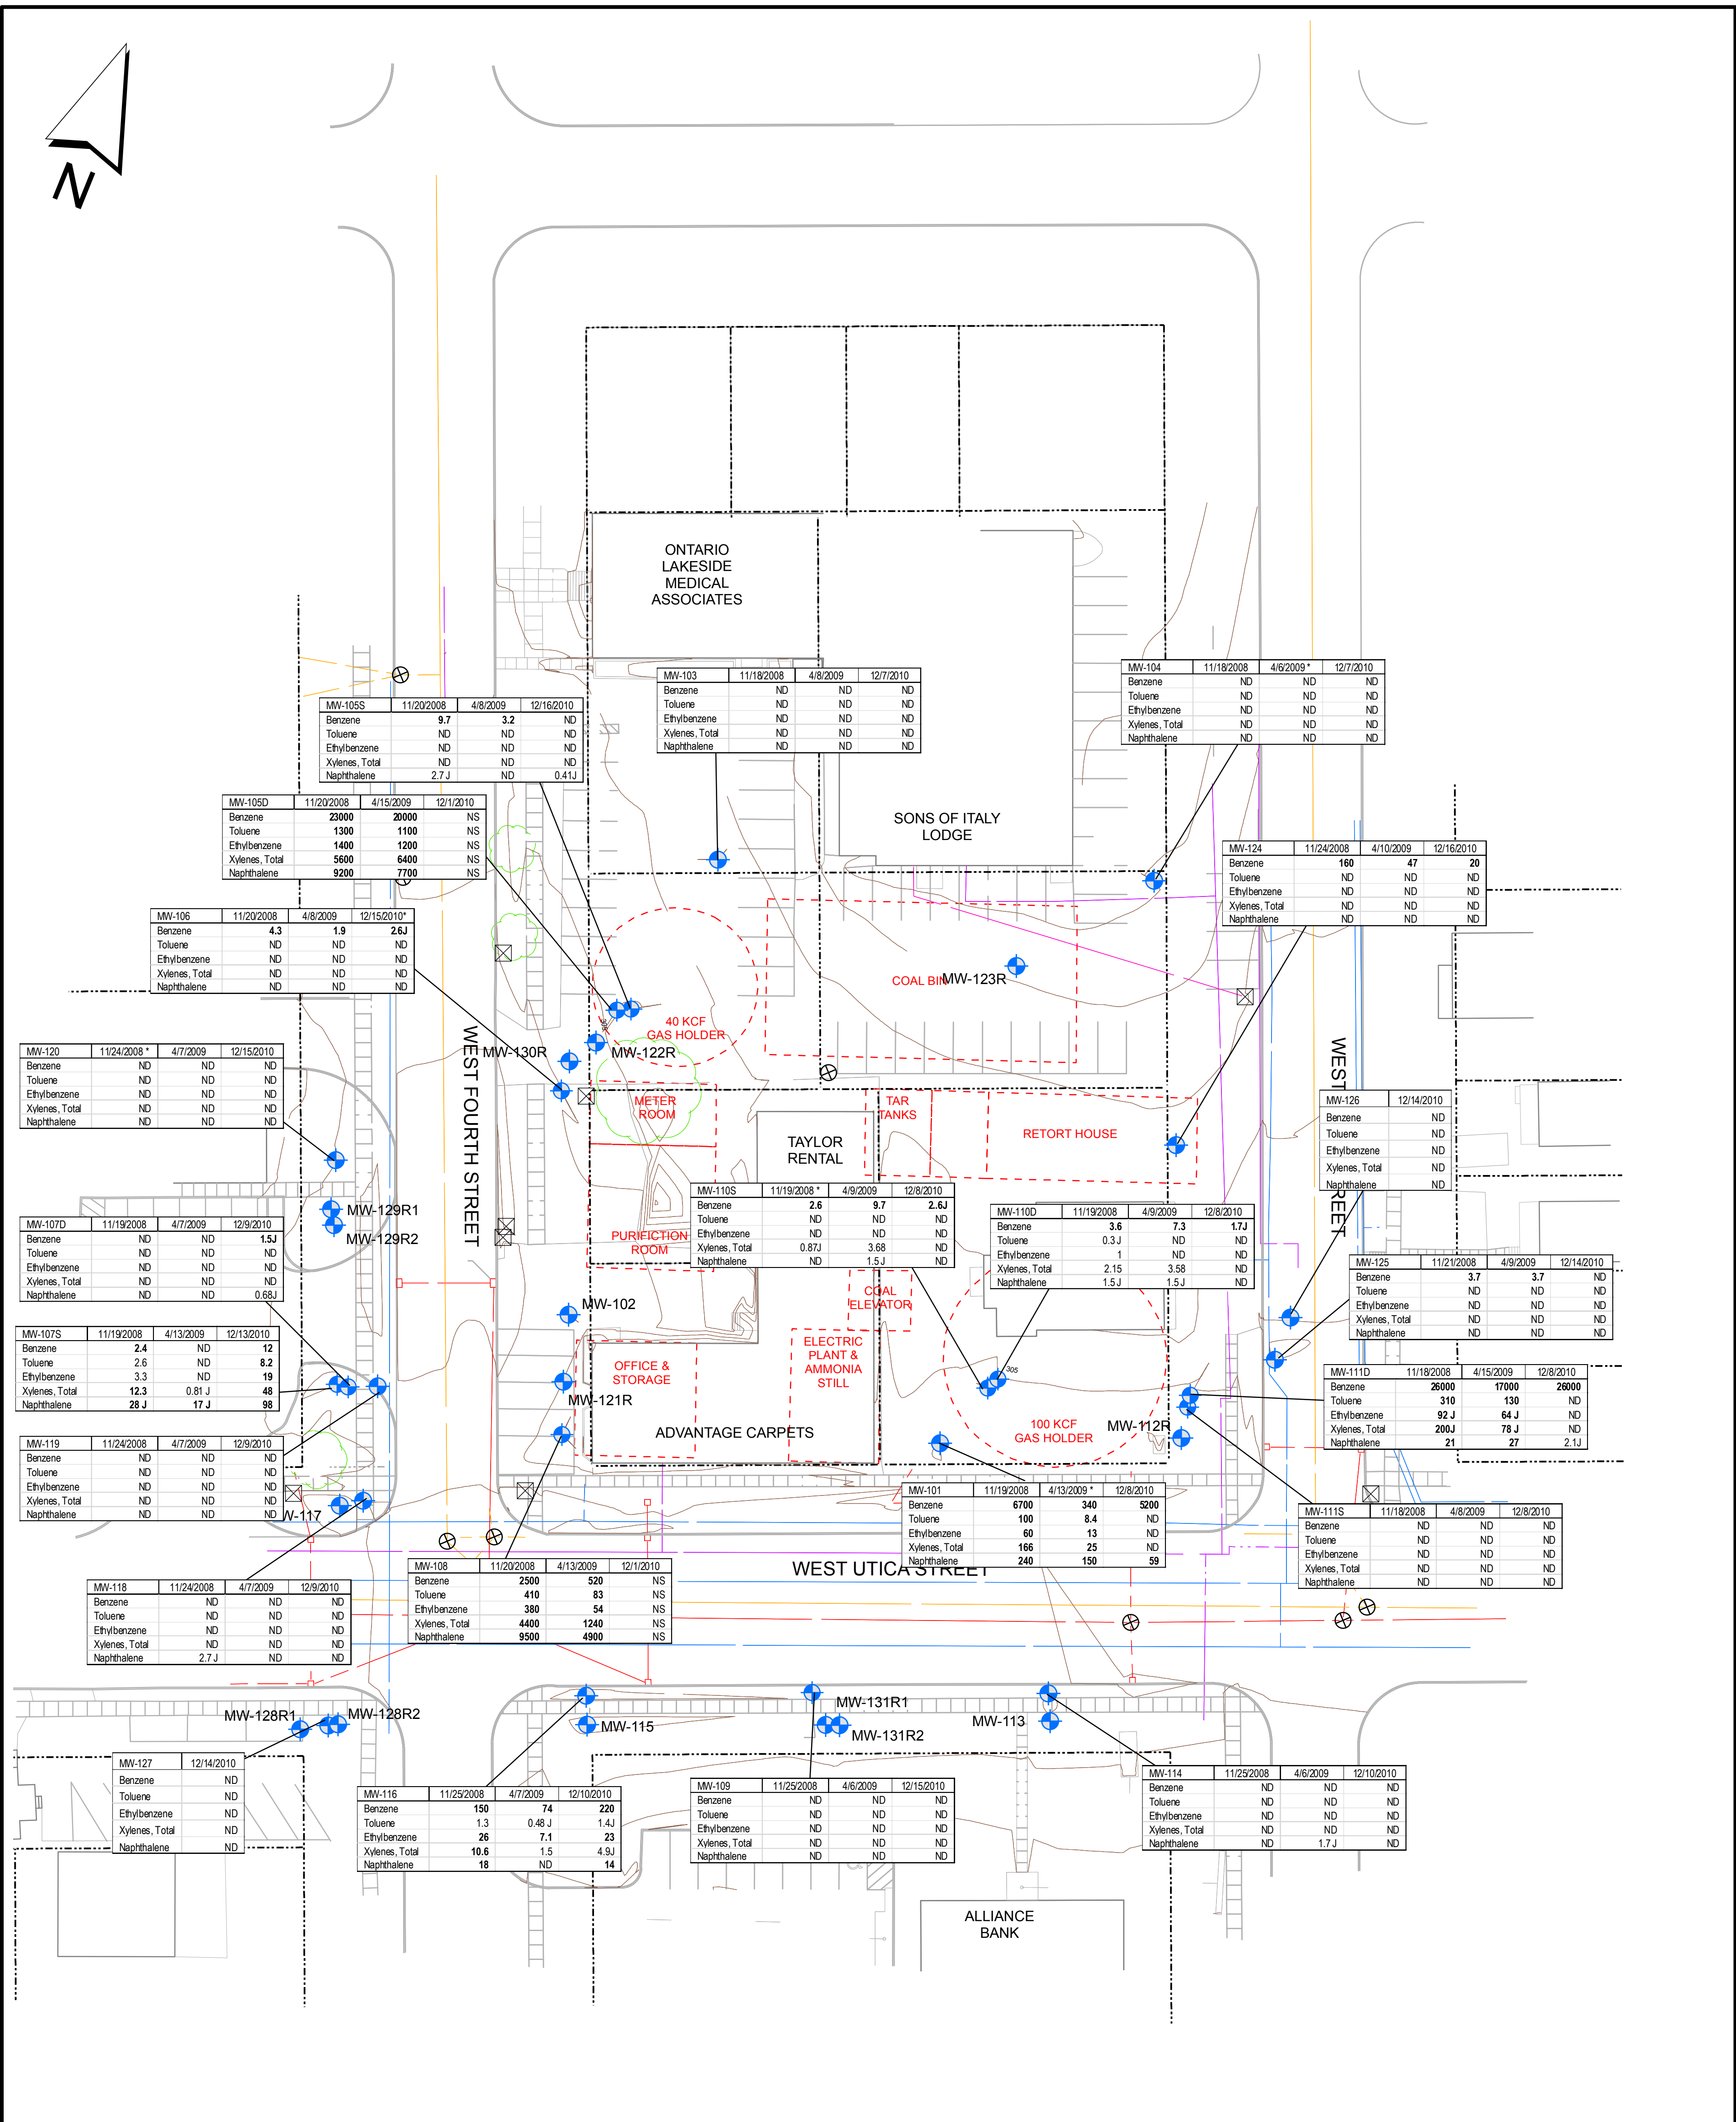 N
ONTARIO
LAKESIDE
MEDICAL
ASSOCIATES
MW-103 11/18/2008 4/8/2009 12/7/2010
Benzene ND ND ND
Toluene ND ND ND
Ethylbenzene ND ND ND
Xylenes, Total ND ND ND
Naphthalene ND ND ND
MW-104 11/18/2008 4/6/2009 * 12/7/2010
Benzene ND ND ND
Toluene ND ND ND
Ethylbenzene ND ND ND
Xylenes, Total ND ND ND
Naphthalene ND ND ND
MW-105S 11/20/2008 4/8/2009 12/16/2010
Benzene 9.7 3.2 ND
Toluene ND ND ND
Ethylbenzene ND ND ND
Xylenes, Total ND ND ND
Naphthalene 2.7 J ND 0.41J
MW-105D 11/20/2008 4/15/2009 12/1/2010
Benzene 23000 20000 NS
Toluene 1300 1100 NS
Ethylbenzene 1400 1200 NS
Xylenes, Total 5600 6400 NS
Naphthalene 9200 7700 NS
SONS OF ITALY
LODGE
MW-124 11/24/2008 4/10/2009 12/16/2010
Benzene 160 47 20
Toluene ND ND ND
Ethylbenzene ND ND ND
Xylenes, Total ND ND ND
Naphthalene ND ND ND
MW-106 11/20/2008 4/8/2009 12/15/2010*
Benzene 4.3 1.9 2.6J
Toluene ND ND ND
Ethylbenzene ND ND ND
Xylenes, Total ND ND ND
Naphthalene ND ND ND
COAL BIN
MW-123R
40 KCF
GAS HOLDER
MW-130R
MW-122R
WEST FOURTH STREET
MW-120 11/24/2008 * 4/7/2009 12/15/2010
Benzene ND ND ND
Toluene ND ND ND
Ethylbenzene ND ND ND
Xylenes, Total ND ND ND
Naphthalene ND ND ND
METER
ROOM
TAR
TANKS
RETORT HOUSE
TAYLOR
RENTAL
WEST
REET
MW-126 12/14/2010
Benzene ND
Toluene ND
Ethylbenzene ND
Xylenes, Total ND
Naphthalene ND
MW-129R1
MW-129R2
PURIFICTION
ROOM
MW-110S 11/19/2008 * 4/9/2009 12/8/2010
Benzene 2.6 9.7 2..6J
Toluene ND ND ND
Ethylbenzene ND ND ND
Xylenes, Total 0.87J 3.68 ND
Naphthalene ND 1.5 J ND
MW-110D 11/19/2008 4/9/2009 12/8/2010
Benzene 3.6 7.3 1.7J
Toluene 0.3 J ND ND
Ethylbenzene 1 ND ND
Xylenes, Total 2.15 3.58 ND
Naphthalene 1.5 J 1.5 J ND
MW-107D 11/19/2008 4/7/2009 12/9/2010
Benzene ND ND 1.5J
Toluene ND ND ND
Ethylbenzene ND ND ND
Xylenes, Total ND ND ND
Naphthalene ND ND 0.68J
MW-125 11/21/2008 4/9/2009 12/14/2010
Benzene 3.7 3.7 ND
Toluene ND ND ND
Ethylbenzene ND ND ND
Xylenes, Total ND ND ND
Naphthalene ND ND ND
COAL
ELEVATOR
MW-102
MW-107S 11/19/2008 4/13/2009 12/13/2010
Benzene 2.4 ND 12
Toluene 2.6 ND 8.2
Ethylbenzene 3.3 ND 19
Xylenes, Total 12.3 0.81 J 48
Naphthalene 28 J 17 J 98
OFFICE &
STORAGE
ELECTRIC
PLANT &
AMMONIA
STILL
305
MW-121R
MW-111D 11/18/2008 4/15/2009 12/8/2010
Benzene 26000 17000 26000
Toluene 310 130 ND
Ethylbenzene 92 J 64 J ND
Xylenes, Total 200J 78 J ND
Naphthalene 21 27 2.1J
ADVANTAGE CARPETS
100 KCF
GAS HOLDER
MW-112R
MW-119 11/24/2008 4/7/2009 12/9/2010
Benzene ND ND ND
Toluene ND ND ND
Ethylbenzene ND ND ND
Xylenes, Total ND ND ND
Naphthalene ND ND ND
W-117
MW-101 11/19/2008 4/13/2009 * 12/8/2010
Benzene 6700 340 5200
Toluene 100 8.4 ND
Ethylbenzene 60 13 ND
Xylenes, Total 166 25 ND
Naphthalene 240 150 59
MW-111S 11/18/2008 4/8/2009 12/8/2010
Benzene ND ND ND
Toluene ND ND ND
Ethylbenzene ND ND ND
Xylenes, Total ND ND ND
Naphthalene ND ND ND
WEST UTICA STREET
MW-108 11/20/2008 4/13/2009 12/1/2010
Benzene 2500 520 NS
Toluene 410 83 NS
Ethylbenzene 380 54 NS
Xylenes, Total 4400 1240 NS
Naphthalene 9500 4900 NS
MW-118 11/24/2008 4/7/2009 12/9/2010
Benzene ND ND ND
Toluene ND ND ND
Ethylbenzene ND ND ND
Xylenes, Total ND ND ND
Naphthalene 2.7 J ND ND
MW-128R1
MW-128R2
MW-115
MW-131R1
MW-131R2
MW-113
MW-127 12/14/2010
Benzene ND
Toluene ND
Ethylbenzene ND
Xylenes, Total ND
Naphthalene ND
MW-116 11/25/2008 4/7/2009 12/10/2010
Benzene 150 74 220
Toluene 1.3 0.48 J 1.4J
Ethylbenzene 26 7.1 23
Xylenes, Total 10.6 1.5 4.9J
Naphthalene 18 ND 14
MW-109 11/25/2008 4/6/2009 12/15/2010
Benzene ND ND ND
Toluene ND ND ND
Ethylbenzene ND ND ND
Xylenes, Total ND ND ND
Naphthalene ND ND ND
MW-114 11/25/2008 4/6/2009 12/10/2010
Benzene ND ND ND
Toluene ND ND ND
Ethylbenzene ND ND ND
Xylenes, Total ND ND ND
Naphthalene ND 1.7 J ND
ALLIANCE
BANK